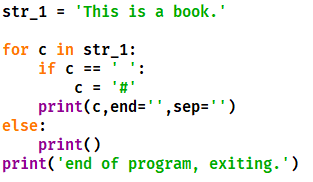 str_1 = 'This is a book.'
for c in str_1:
    if c == ' ':
        c = '#'
    print(c,end='',sep='')
else:
    print()
print('end of program, exiting.')